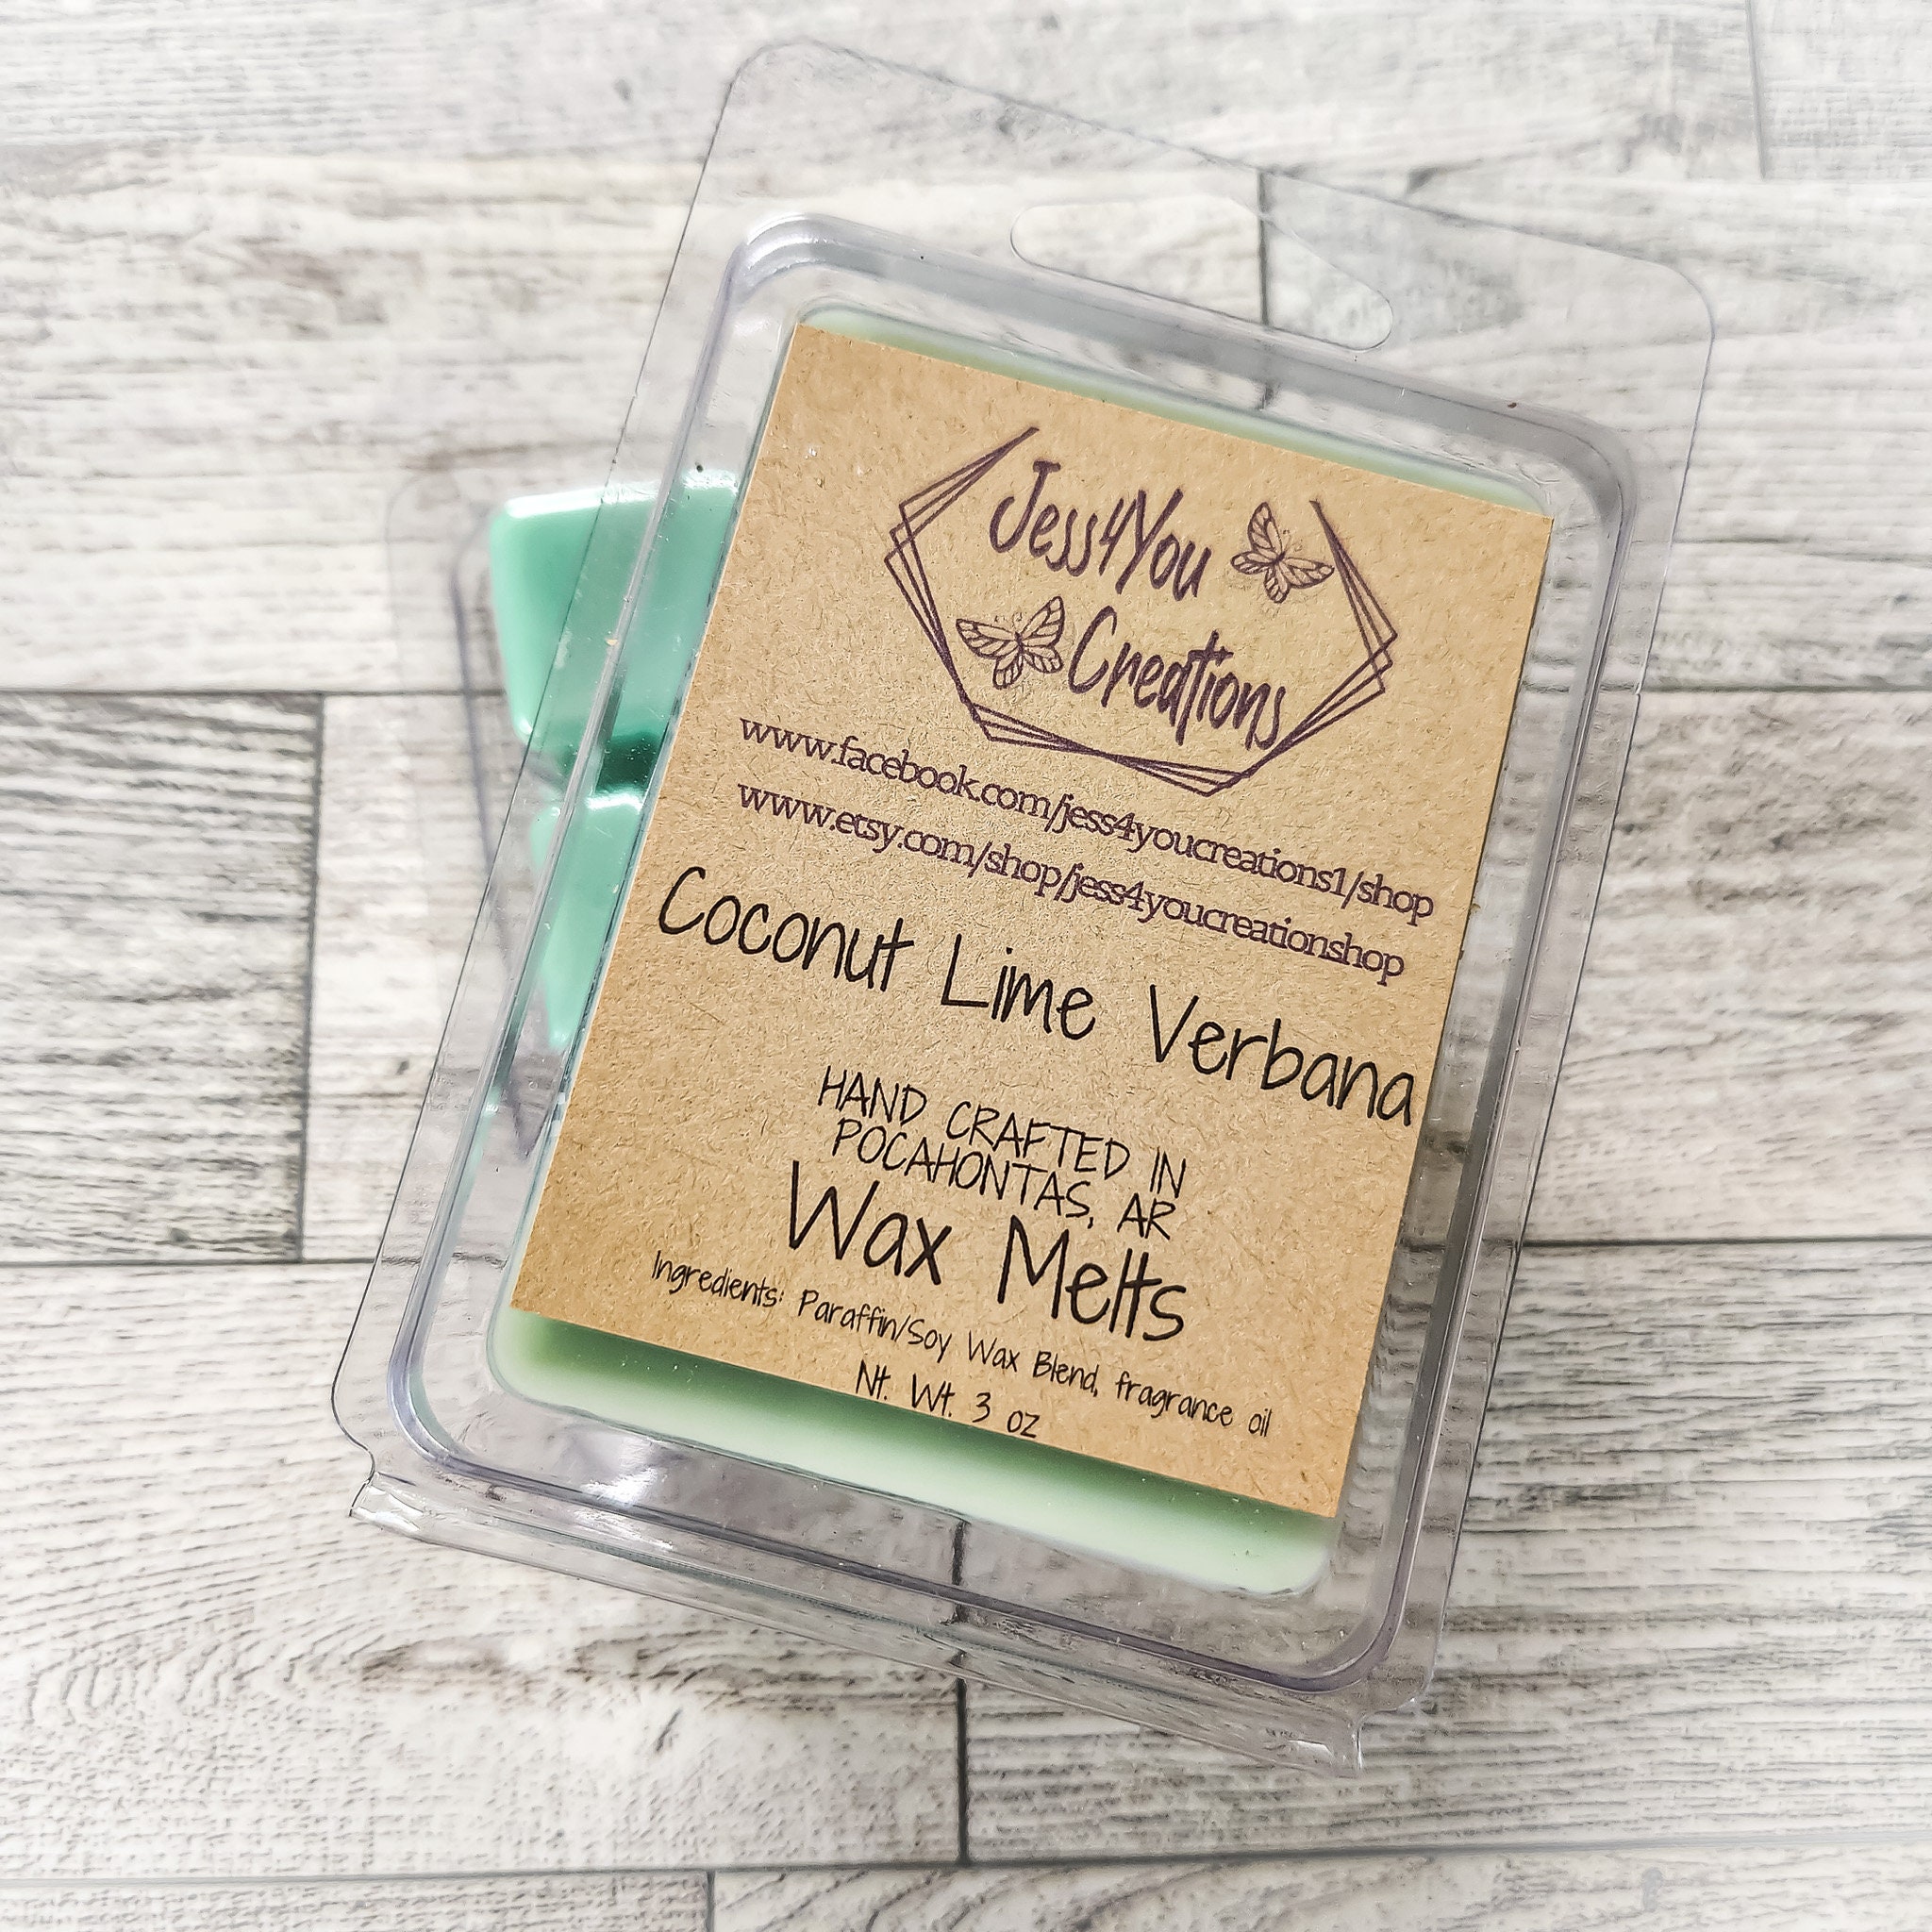 Jess4You
Creations
www.facebook.com/jess4youcreations1/shop
www.etsy.com/shop/jess4youcreationshop
Coconut Lime Verbana
HAND CRAFTED IN
POCAHONTAS, AR
Wax Melts
Ingredients: Paraffin/Soy Wax Blend, fragrance oil
Nt. Wt. 3 oz